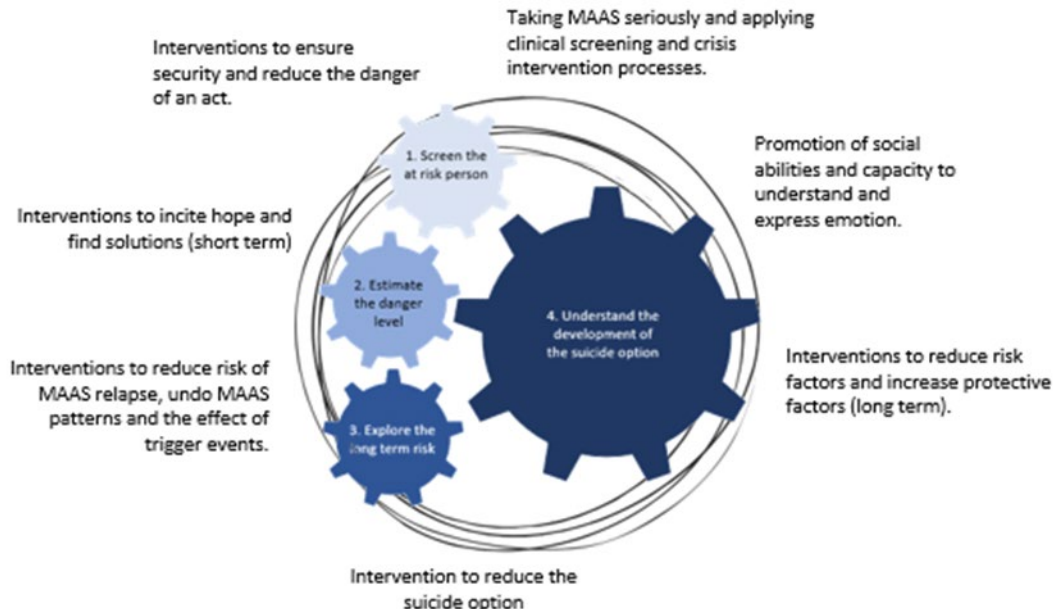 Taking MAAS seriously and applying
clinical screening and crisis
intervention processes.
Interventions to ensure
security and reduce the danger
of an act.
1. Screen the
at risk person
Promotion of social
abilities and capacity to
understand and
express emotion.
Interventions to incite hope and
find solutions (short term)
2. Estimate
the danger
level
4. Understand the
development of
the suicide option
Interventions to reduce risk
factors and increase protective
factors (long term).
Interventions to reduce risk of
MAAS relapse, undo MAAS
patterns and the effect of
trigger events.
3. Explore the
long term risk
Intervention to reduce the
suicide option